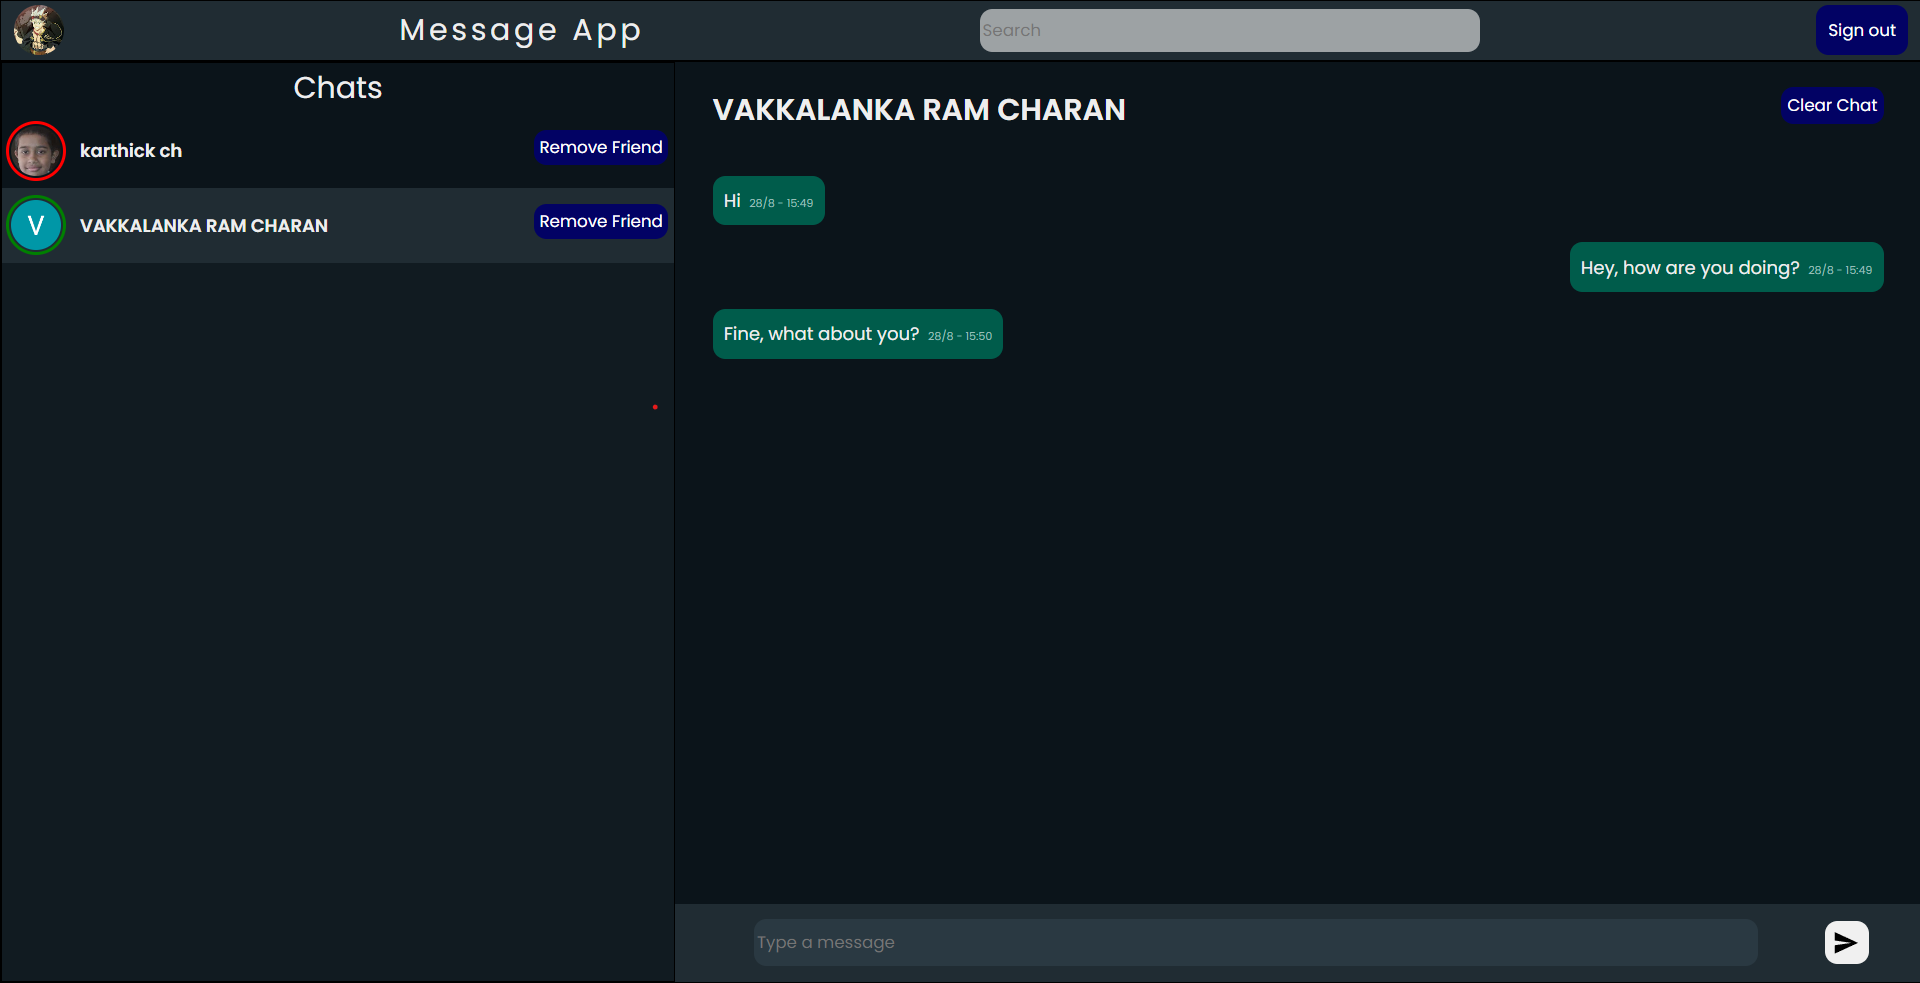 Message App
Search
Sign out
Chats
karthick ch
Remove Friend
V
VAKKALANKA RAM CHARAN
Remove Friend
VAKKALANKA RAM CHARAN
Clear Chat
Hi 28/8 - 15:49
Hey, how are you doing? 28/8 - 15:49
Fine, what about you? 28/8 - 15:50
Type a message